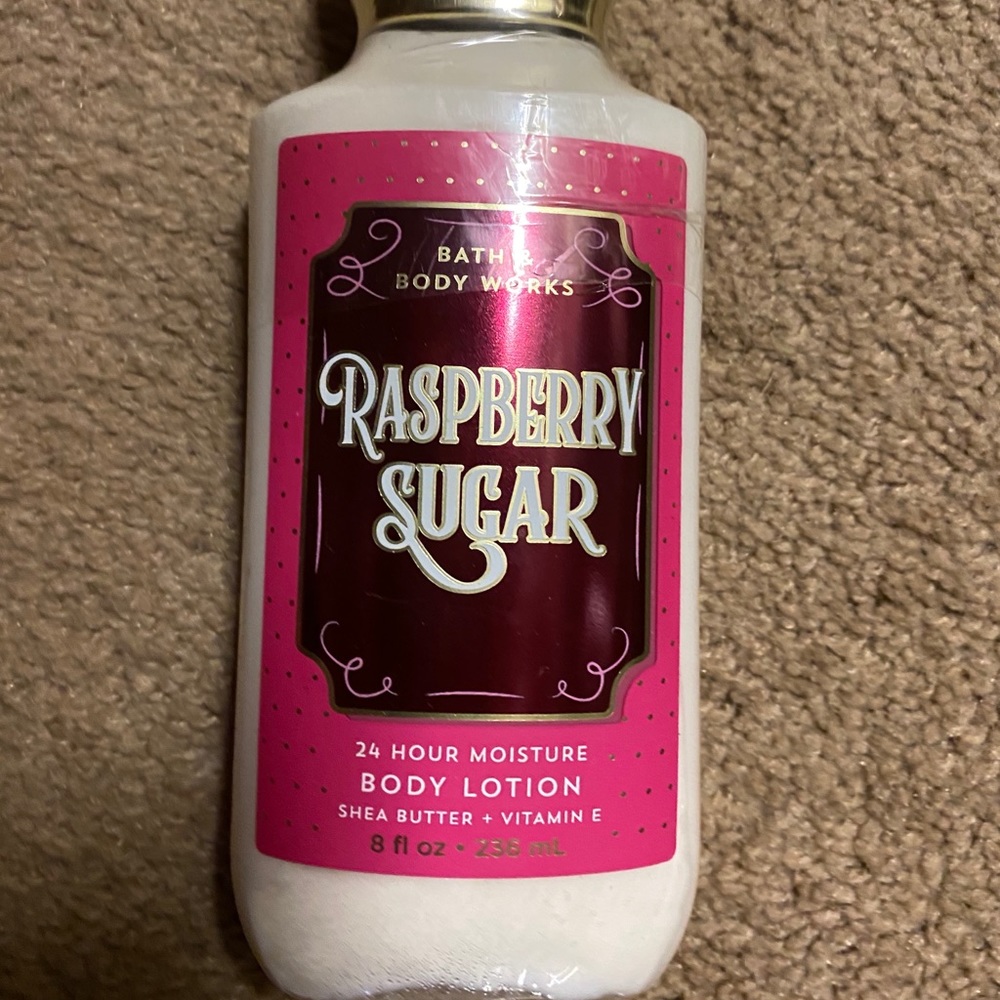 BATH &
BODY WORKS
RASPBERRY
SUGAR
24 HOUR MOISTURE
BODY LOTION
SHEA BUTTER + VITAMIN E
8 fl oz • 236 mL